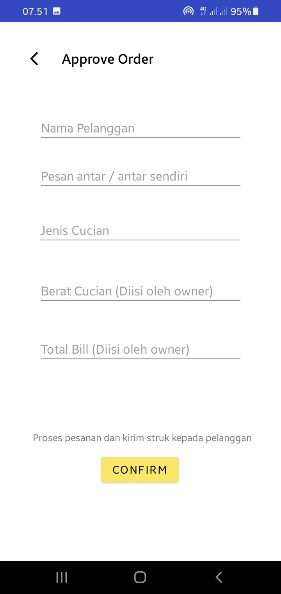 07.51 4G 95%
Approve Order
Nama Pelanggan
Pesan antar / antar sendiri
Jenis Cucian
Berat Cucian (Diisi oleh owner)
Total Bill (Diisi oleh owner)
Proses pesanan dan kirim struk kepada pelanggan
CONFIRM